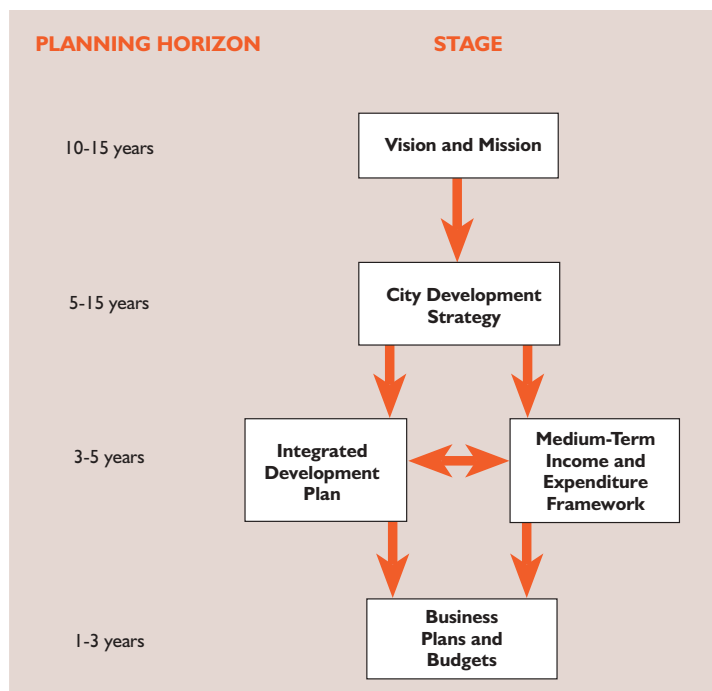 PLANNING HORIZON
STAGE
10-15 years
Vision and Mission
5-15 years
City Development
Strategy
3-5 years
Integrated
Development
Plan
Medium-Term
Income and
Expenditure
Framework
1-3 years
Business
Plans and
Budgets